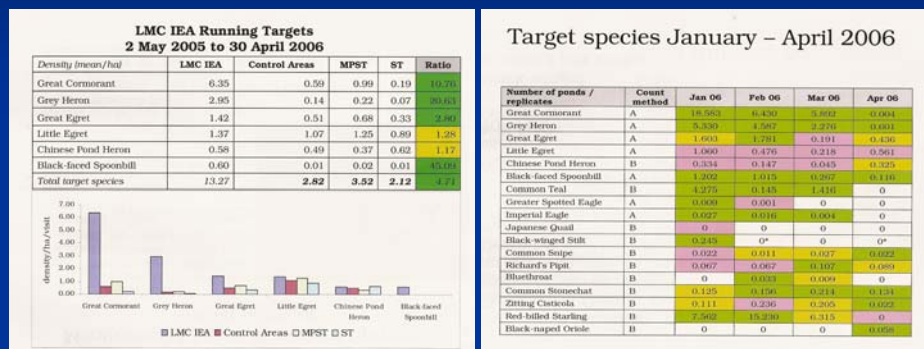 LMC IEA Running Targets
2 May 2005 to 30 April 2006
Density (mean/ha) LMC IEA Control Areas MPST ST Ratio
Great Cormorant 6.35 0.59 0.99 0.19 10.76
Grey Heron 2.95 0.14 0.22 0.07 20.63
Great Egret 1.42 0.51 0.68 0.33 2.80
Little Egret 1.37 1.07 1.25 0.89 1.28
Chinese Pond Heron 0.58 0.49 0.37 0.62 1.17
Black-faced Spoonbill 0.60 0.01 0.02 0.01 45.09
Total target species 13.27 2.82 3.52 2.12 4.71
density/ha/visit
7.00
6.00
5.00
4.00
3.00
2.00
1.00
0.00
Great Cormorant Grey Heron Great Egret Little Egret Chinese Pond Heron Black-faced Spoonbill
LMC IEA Control Areas MPST ST
Target species January – April 2006
Number of ponds / replicates Count method Jan 06 Feb 06 Mar 06 Apr 06
Great Cormorant A 18.583 6.430 5.892 0.004
Grey Heron A 5.330 4.587 2.276 0.601
Great Egret A 1.603 1.781 0.191 0.436
Little Egret A 1.060 0.476 0.218 0.561
Chinese Pond Heron B 0.334 0.147 0.045 0.325
Black-faced Spoonbill A 1.202 1.015 0.267 0.116
Common Teal B 4.275 0.145 1.416 0
Greater Spotted Eagle A 0.009 0.001 0 0
Imperial Eagle A 0.027 0.016 0.004 0
Japanese Quail B 0 0 0 0
Black-winged Stilt B 0.245 0* 0 0*
Common Snipe B 0.022 0.011 0.027 0.022
Richard's Pipit B 0.067 0.067 0.107 0.089
Bluethroat B 0 0.033 0.009 0
Common Stonechat B 0.125 0.156 0.214 0.134
Zitting Cisticola B 0.111 0.236 0.205 0.022
Red-billed Starling B 7.562 15.230 6.315 0
Black-naped Oriole B 0 0 0 0.058